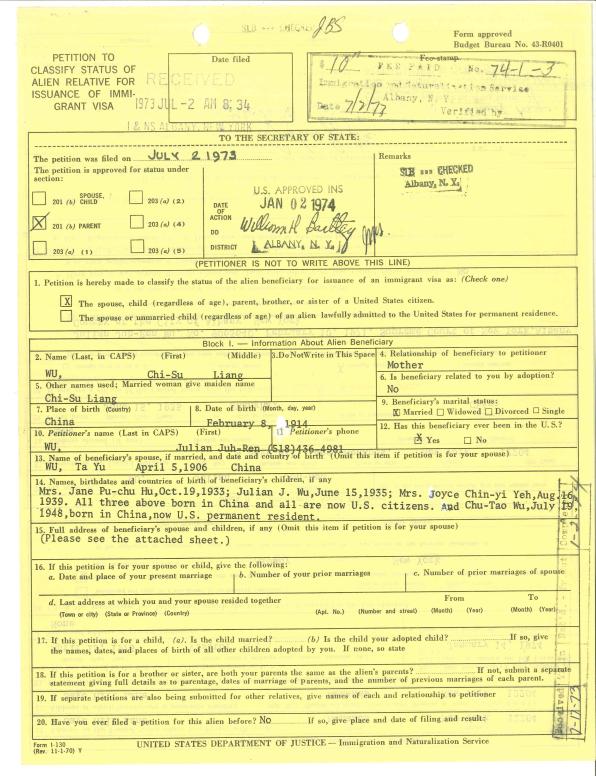 SLB --- CHECKED JBS
Form approved
Budget Bureau No. 43-R0401
PETITION TO
CLASSIFY STATUS OF
ALIEN RELATIVE FOR
ISSUANCE OF IMMI-
GRANT VISA
Date filed
RECEIVED
1973 JUL -2 AM 8:34
I & NS ALBANY, NEW YORK
Fee stamp
$ 10 FEE PAID No. 74-1-3
Immigration and Naturalization Service
Albany, N. Y.
Date 7/2/73 Verified by
TO THE SECRETARY OF STATE:
The petition was filed on JULY 2 1973
The petition is approved for status under
section:
201 (b) SPOUSE, CHILD
203 (a) (2)
X 201 (b) PARENT
203 (a) (4)
203 (a) (1)
203 (a) (5)
DATE
OF
ACTION
DD
DISTRICT
U.S. APPROVED INS
JAN 02 1974
William H. Bartley
ALBANY, N. Y.
Remarks
SLB === CHECKED
Albany, N. Y.
(PETITIONER IS NOT TO WRITE ABOVE THIS LINE)
1. Petition is hereby made to classify the status of the alien beneficiary for issuance of an immigrant visa as: (Check one)
X The spouse, child (regardless of age), parent, brother, or sister of a United States citizen.
The spouse or unmarried child (regardless of age) of an alien lawfully admitted to the United States for permanent residence.
Block I. — Information About Alien Beneficiary
2. Name (Last, in CAPS) (First) (Middle)
WU, Chi-Su Liang
3. Do Not Write in This Space
4. Relationship of beneficiary to petitioner
Mother
5. Other names used; Married woman give maiden name
Chi-Su Liang
6. Is beneficiary related to you by adoption?
No
7. Place of birth (Country)
China
8. Date of birth (Month, day, year)
February 8, 1914
9. Beneficiary's marital status:
X Married Widowed Divorced Single
10. Petitioner's name (Last in CAPS) (First)
WU, Julian Juh-Ren
11 Petitioner's phone
(518)436-4981
12. Has this beneficiary ever been in the U.S.?
X Yes No
13. Name of beneficiary's spouse, if married, and date and country of birth (Omit this item if petition is for your spouse)
WU, Ta Yu April 5,1906 China
14. Names, birthdates and countries of birth of beneficiary's children, if any
Mrs. Jane Pu-chu Hu,Oct.19,1933; Julian J. Wu,June 15,1935; Mrs. Joyce Chin-yi Yeh,Aug.16
1939. All three above born in China and all are now U.S. citizens. And Chu-Tao Wu,July 19
1948,born in China,now U.S. permanent resident.
15. Full address of beneficiary's spouse and children, if any (Omit this item if petition is for your spouse)
(Please see the attached sheet.)
16. If this petition is for your spouse or child, give the following:
a. Date and place of your present marriage
b. Number of your prior marriages
c. Number of prior marriages of spouse
d. Last address at which you and your spouse resided together
From To
(Town or city) (State or Province) (Country) (Apt. No.) (Number and street) (Month) (Year) (Month) (Year)
17. If this petition is for a child, (a). Is the child married? (b) Is the child your adopted child? If so, give
the names, dates, and places of birth of all other children adopted by you. If none, so state
18. If this petition is for a brother or sister, are both your parents the same as the alien's parents? If not, submit a separate
statement giving full details as to parentage, dates of marriage of parents, and the number of previous marriages of each parent.
19. If separate petitions are also being submitted for other relatives, give names of each and relationship to petitioner
20. Have you ever filed a petition for this alien before? No If so, give place and date of filing and result:
Form I-130
(Rev. 11-1-70) Y
UNITED STATES DEPARTMENT OF JUSTICE — Immigration and Naturalization Service